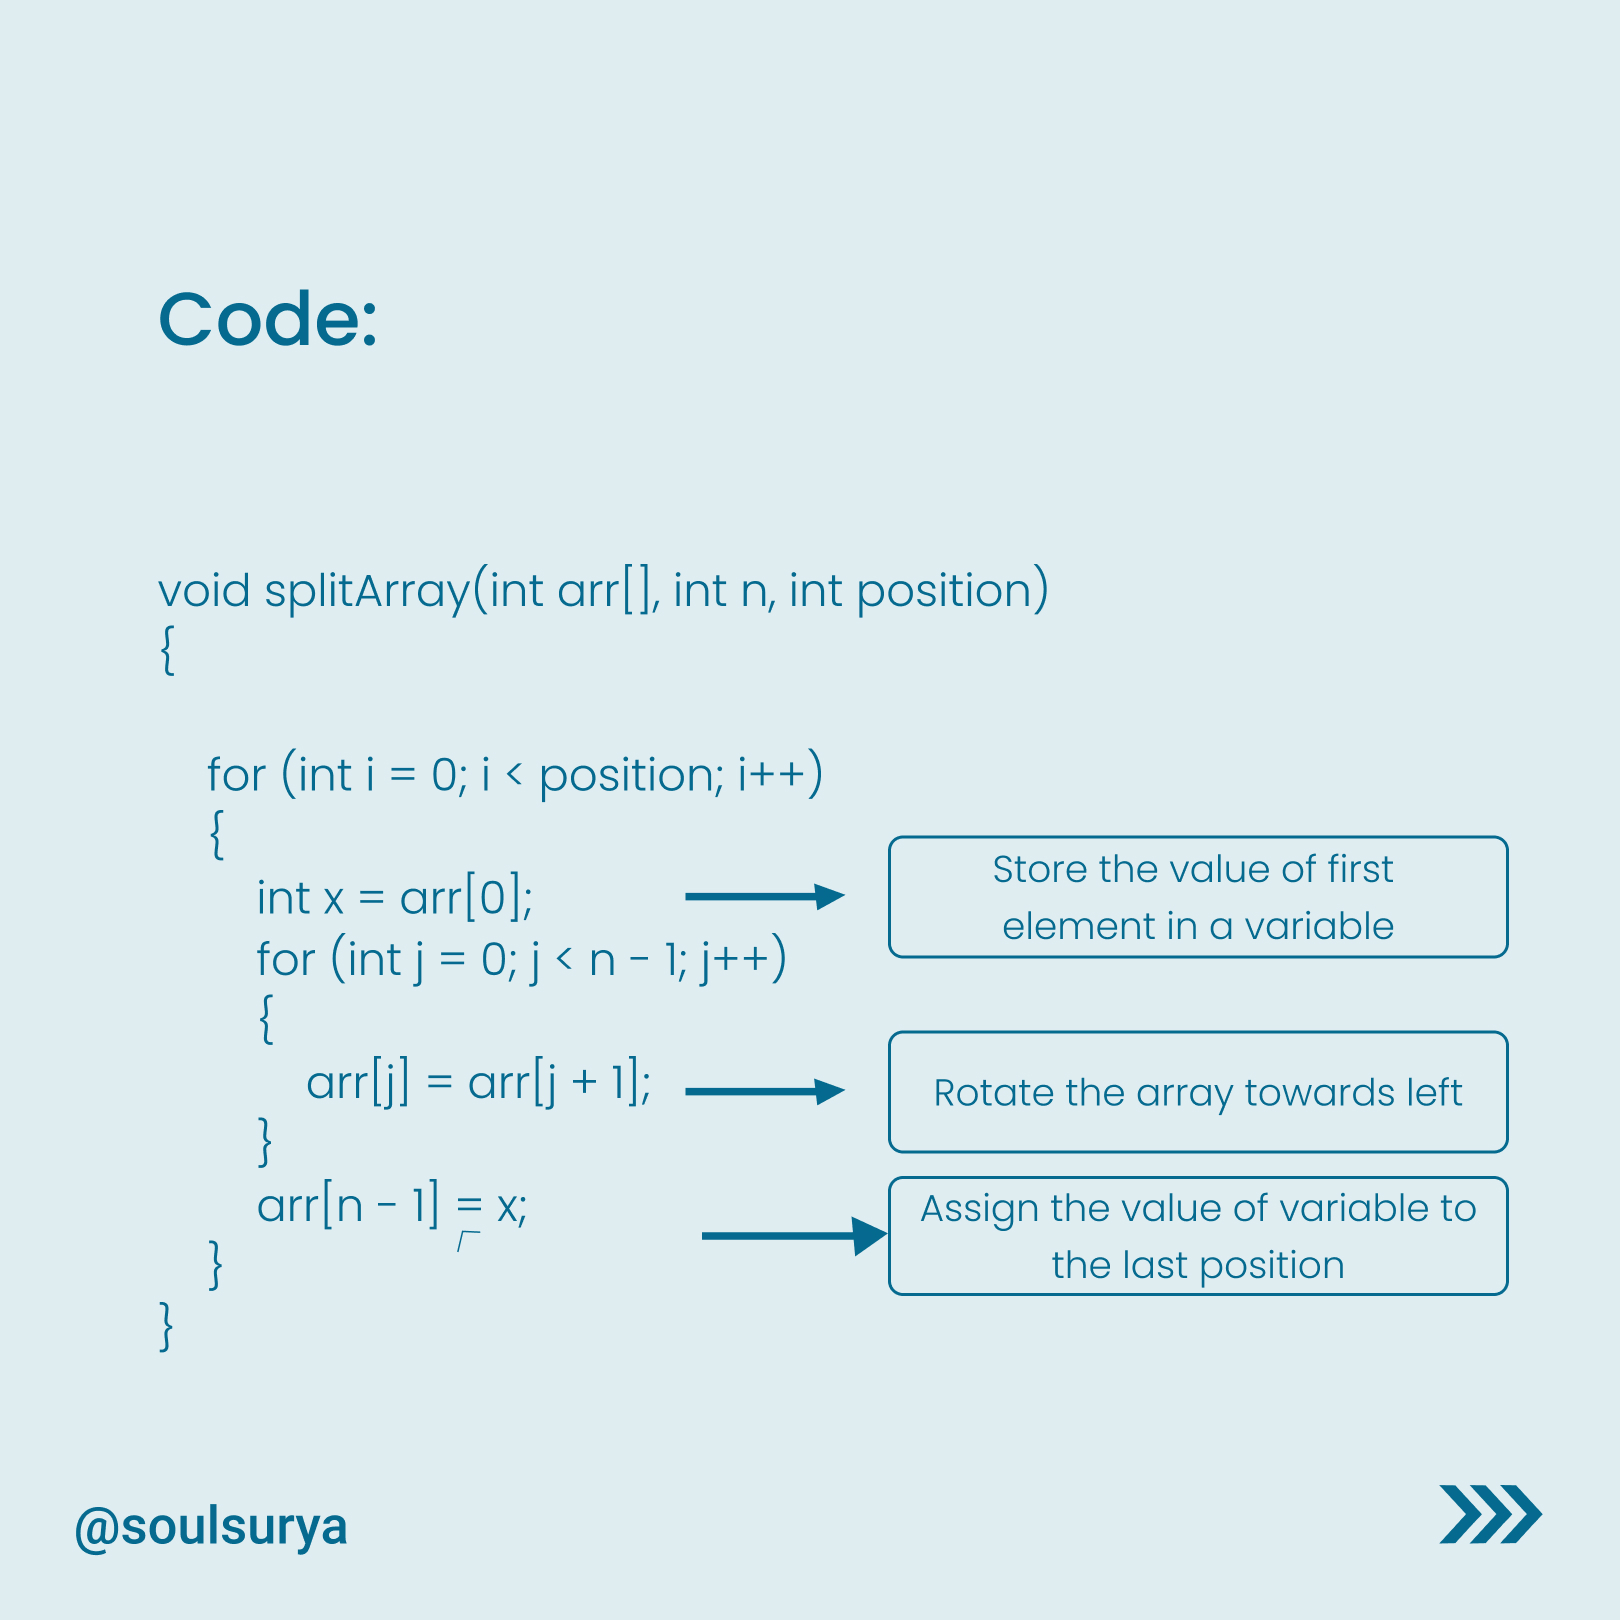 Code:
void splitArray(int arr[], int n, int position)
{
for (int i = 0; i < position; i++)
{
int x = arr[0];
Store the value of first
element in a variable
for (int j = 0; j < n - 1; j++)
{
arr[j] = arr[j + 1];
Rotate the array towards left
}
arr[n - 1] = x;
Assign the value of variable to
the last position
}
}
@soulsurya